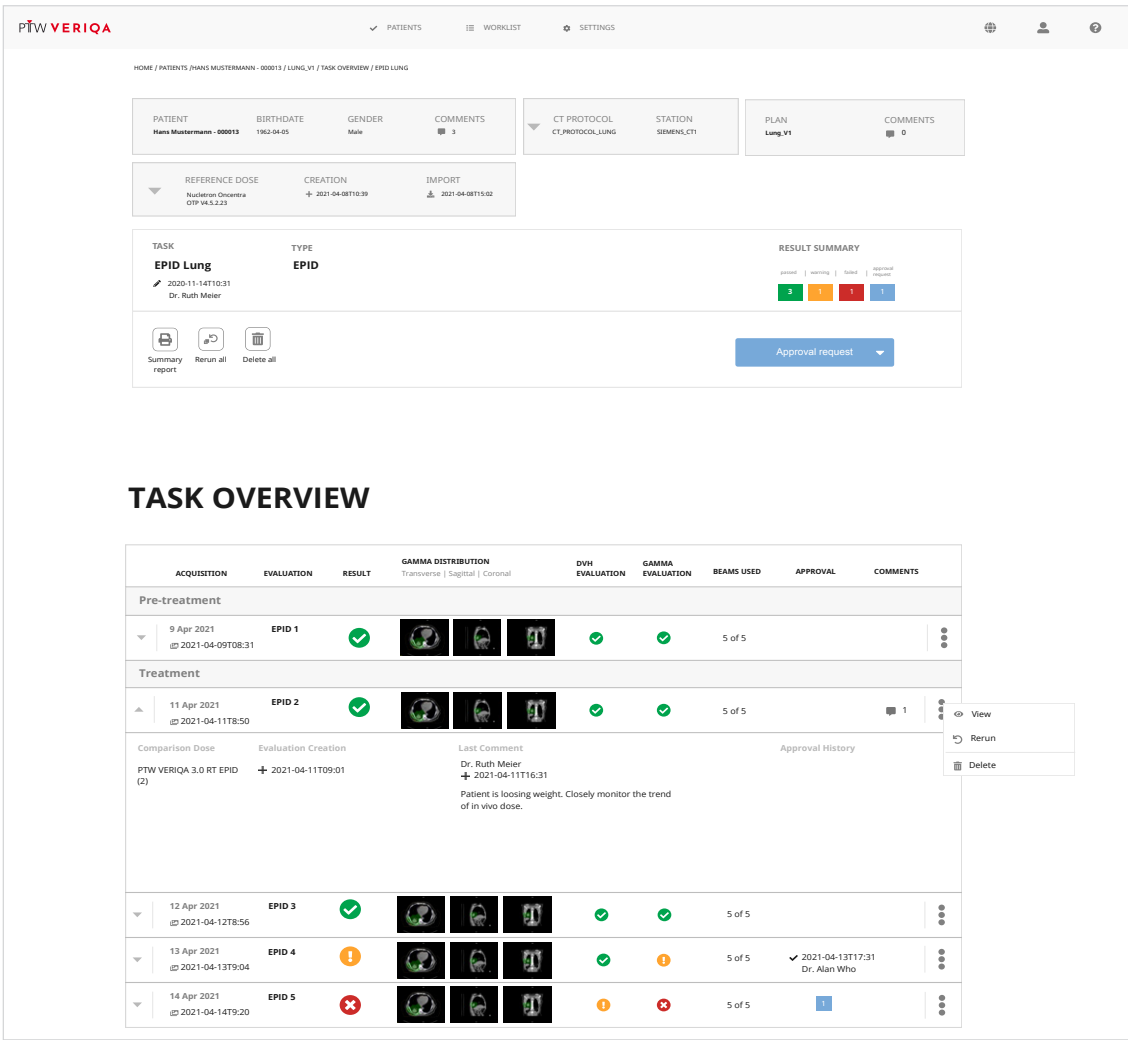 PTW VERIQA
PATIENTS
WORKLIST
SETTINGS
HOME / PATIENTS /HANS MUSTERMANN - 000013 / LUNG_V1 / TASK OVERVIEW / EPID LUNG
PATIENT BIRTHDATE GENDER COMMENTS
Hans Mustermann - 000013 1962-04-05 Male 3
CT PROTOCOL STATION
CT_PROTOCOL_LUNG SIEMENS_CT1
PLAN COMMENTS
Lung_V1 0
REFERENCE DOSE CREATION IMPORT
Nucletron Oncentra 2021-04-08T10:39 2021-04-08T15:02
OTP V4.5.2.23
TASK TYPE RESULT SUMMARY
EPID Lung EPID
2020-11-14T10:31
Dr. Ruth Meier
passed | warning | failed | approval
request
3 1 1 1
Summary
report
Rerun all
Delete all
Approval request
TASK OVERVIEW
ACQUISITION EVALUATION RESULT
GAMMA DISTRIBUTION
Transverse | Sagittal | Coronal
DVH
EVALUATION
GAMMA
EVALUATION
BEAMS USED APPROVAL COMMENTS
Pre-treatment
9 Apr 2021 EPID 1
2021-04-09T08:31 5 of 5
Treatment
11 Apr 2021 EPID 2
2021-04-11T8:50 5 of 5 1
View
Rerun
Delete
Comparison Dose Evaluation Creation Last Comment Approval History
PTW VERIQA 3.0 RT EPID
(2)
2021-04-11T09:01
Dr. Ruth Meier
2021-04-11T16:31
Patient is loosing weight. Closely monitor the trend
of in vivo dose.
12 Apr 2021 EPID 3
2021-04-12T8:56 5 of 5
13 Apr 2021 EPID 4
2021-04-13T9:04 5 of 5
2021-04-13T17:31
Dr. Alan Who
14 Apr 2021 EPID 5
2021-04-14T9:20 5 of 5 1